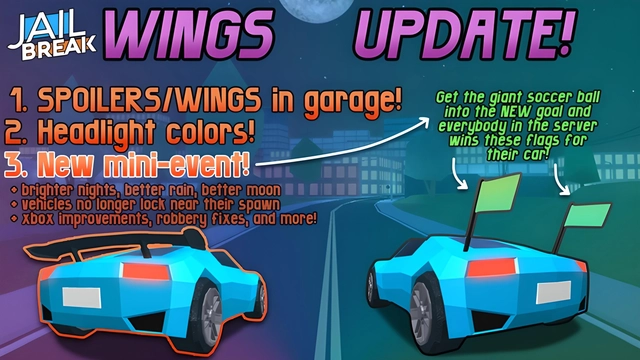 JAIL
BREAK
WINGS UPDATE!
1. SPOILERS/WINGS in garage!
2. Headlight colors!
3. New mini-event!
+ brighter nights, better rain, better moon
+ vehicles no longer lock near their spawn
+ xbox improvements, robbery fixes, and more!
Get the giant soccer ball
into the NEW goal and
everybody in the server
wins these flags for
their car!